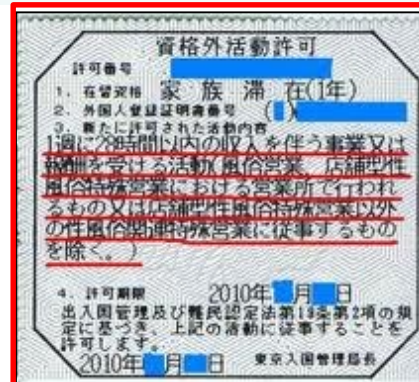 資格外活動許可
許可番号
1. 在留資格 家族滞在(1年)
2. 外国人登録証明書番号 ( )
3. 新たに許可された活動内容
1週に28時間以内の収入を伴う事業又は
報酬を受ける活動(風俗営業、店舗型性
風俗特殊営業における営業所で行われ
るもの又は店舗型性風俗特殊営業以外
の性風俗関連特殊営業に従事するもの
を除く。)
4. 許可期限 2010年 月 日
出入国管理及び難民認定法第19条第2項の規
定に基づき、上記の活動に従事することを
許可します。
2010年 月 日 東京入国管理局長